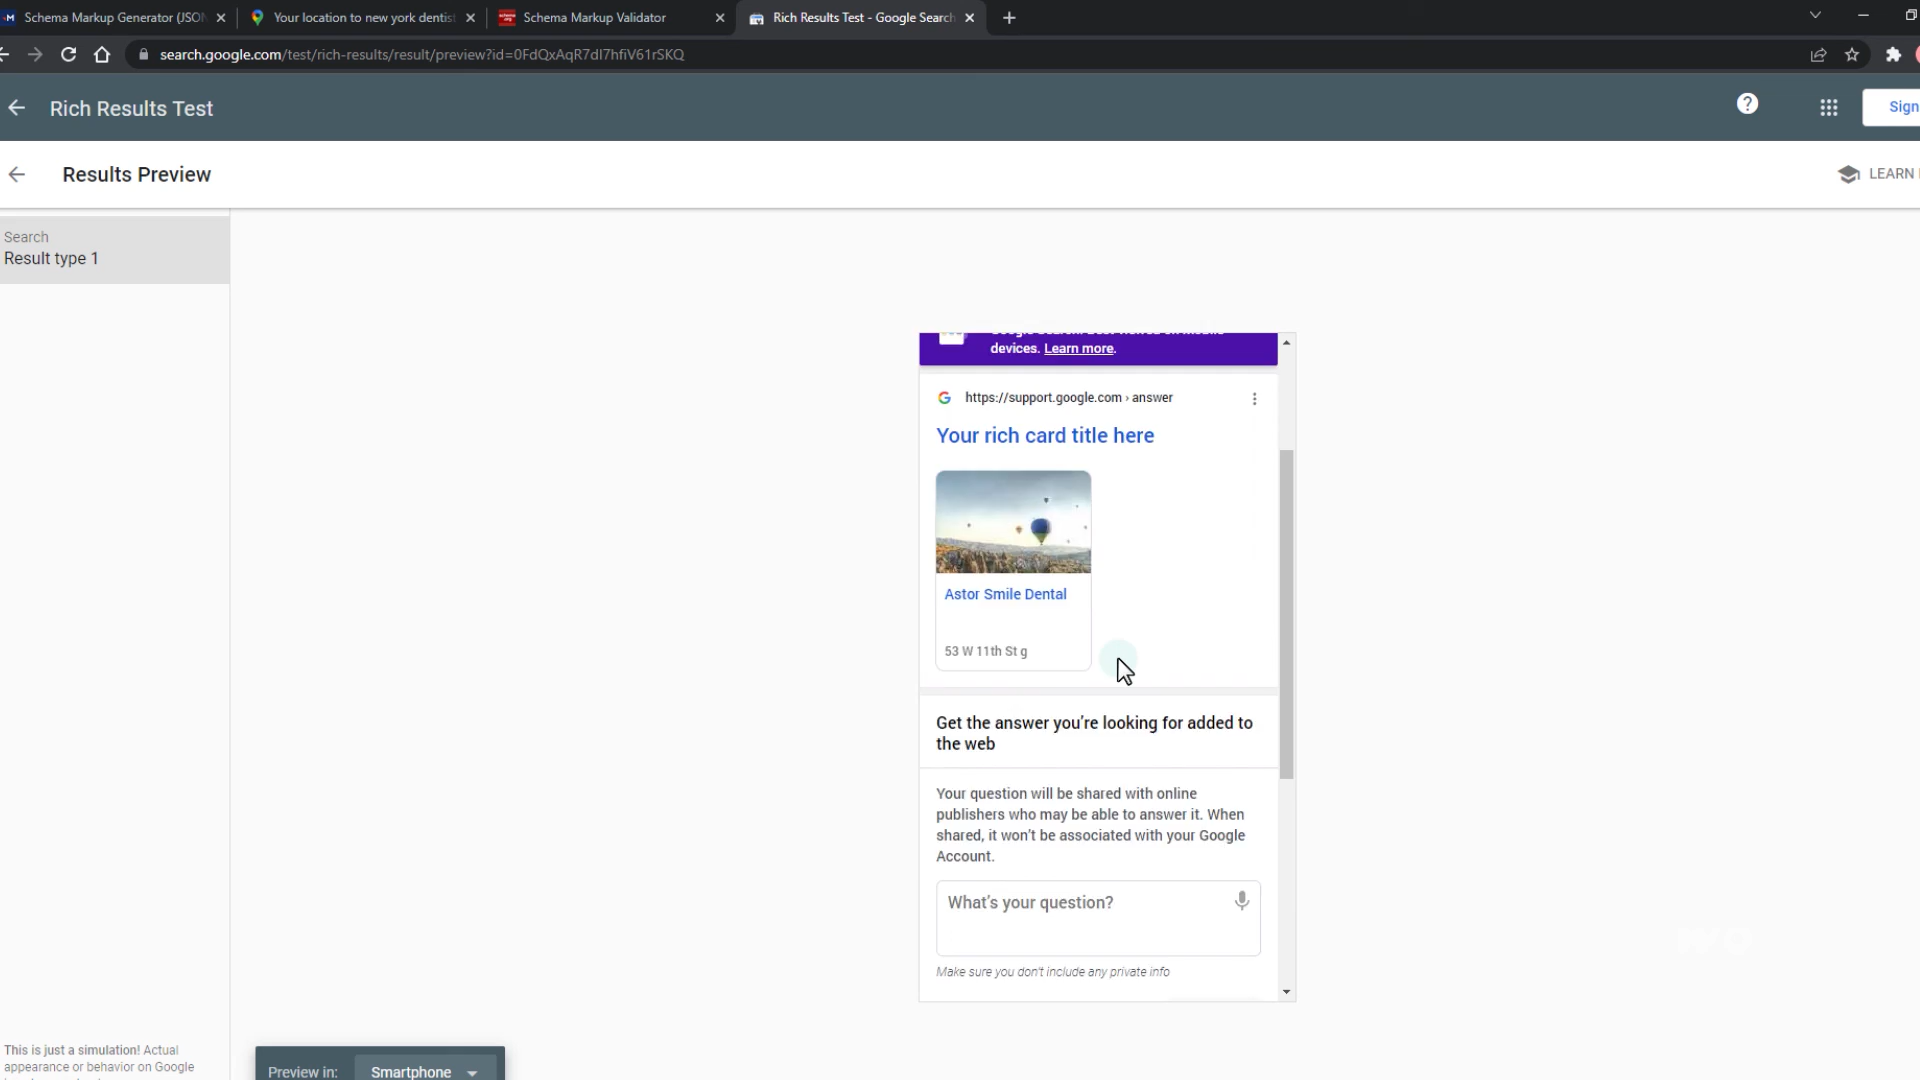 Schema Markup Generator (JSON
Your location to new york dentist
Schema Markup Validator
Rich Results Test - Google Search
search.google.com/test/rich-results/result/preview?id=0FdQxAqR7dI7hfiV61rSKQ
Rich Results Test
Sign
Results Preview
LEARN
Search
Result type 1
devices. Learn more.
https://support.google.com › answer
Your rich card title here
Astor Smile Dental
53 W 11th St g
Get the answer you're looking for added to
the web
Your question will be shared with online
publishers who may be able to answer it. When
shared, it won't be associated with your Google
Account.
What's your question?
Make sure you don't include any private info
This is just a simulation! Actual
appearance or behavior on Google
Preview in: Smartphone